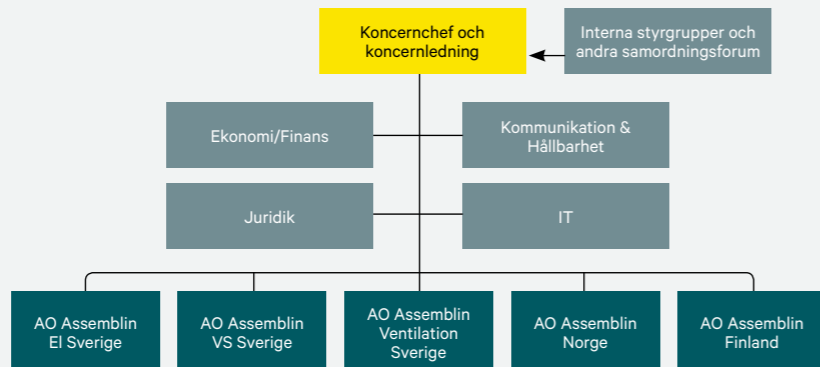 Koncernchef och
koncernledning
Interna styrgrupper och
andra samordningsforum
Ekonomi/Finans
Kommunikation &
Hållbarhet
Juridik
IT
AO Assemblin
El Sverige
AO Assemblin
VS Sverige
AO Assemblin
Ventilation
Sverige
AO Assemblin
Norge
AO Assemblin
Finland